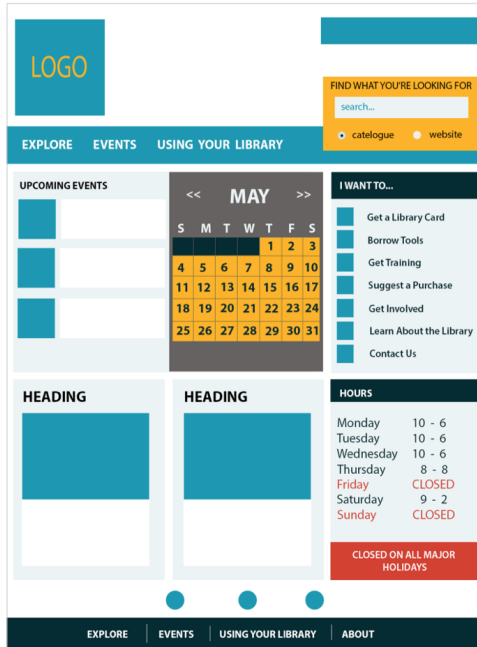 LOGO
FIND WHAT YOU'RE LOOKING FOR
search...
catelogue website
EXPLORE EVENTS USING YOUR LIBRARY
UPCOMING EVENTS
<< MAY >>
S M T W T F S
1 2 3
4 5 6 7 8 9 10
11 12 13 14 15 16 17
18 19 20 21 22 23 24
25 26 27 28 29 30 31
I WANT TO...
Get a Library Card
Borrow Tools
Get Training
Suggest a Purchase
Get Involved
Learn About the Library
Contact Us
HEADING
HEADING
HOURS
Monday 10 - 6
Tuesday 10 - 6
Wednesday 10 - 6
Thursday 8 - 8
Friday CLOSED
Saturday 9 - 2
Sunday CLOSED
CLOSED ON ALL MAJOR
HOLIDAYS
EXPLORE EVENTS USING YOUR LIBRARY ABOUT